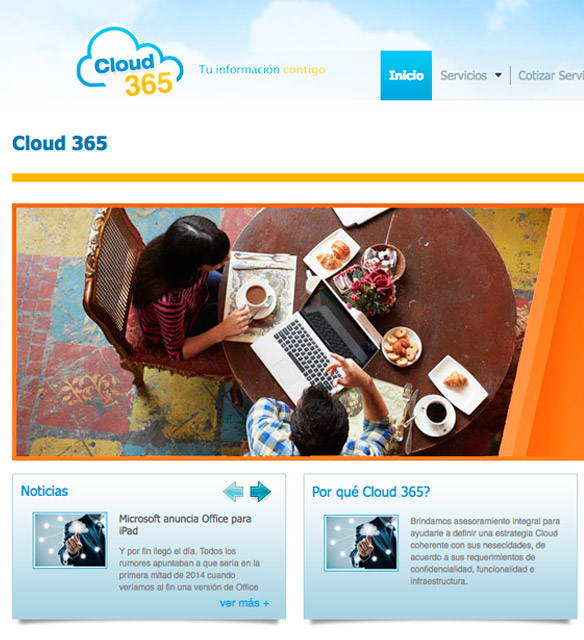 Cloud
365
Tu información contigo
Inicio
Servicios
Cotizar Servi
Cloud 365
Noticias
Microsoft anuncia Office para
iPad
Y por fin llegó el día. Todos los
rumores apuntaban a que sería en la
primera mitad de 2014 cuando
veríamos al fin una versión de Office
ver más +
Por qué Cloud 365?
Brindamos asesoramiento integral para
ayudarle a definir una estrategia Cloud
coherente con sus nesecidades, de
acuerdo a sus requerimientos de
confidencialidad, funcionalidad e
infraestructura.